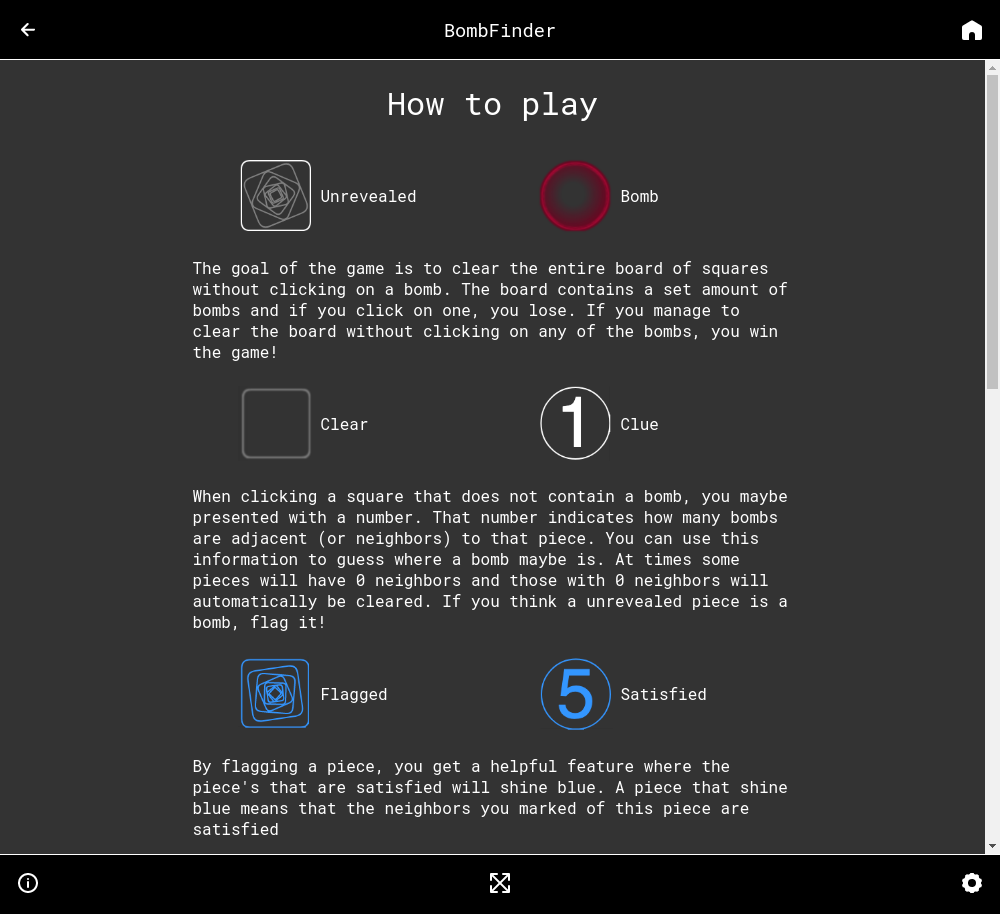 BombFinder
How to play
Unrevealed
Bomb
The goal of the game is to clear the entire board of squares
without clicking on a bomb. The board contains a set amount of
bombs and if you click on one, you lose. If you manage to
clear the board without clicking on any of the bombs, you win
the game!
Clear
1
Clue
When clicking a square that does not contain a bomb, you maybe
presented with a number. That number indicates how many bombs
are adjacent (or neighbors) to that piece. You can use this
information to guess where a bomb maybe is. At times some
pieces will have 0 neighbors and those with 0 neighbors will
automatically be cleared. If you think a unrevealed piece is a
bomb, flag it!
Flagged
5
Satisfied
By flagging a piece, you get a helpful feature where the
piece's that are satisfied will shine blue. A piece that shine
blue means that the neighbors you marked of this piece are
satisfied